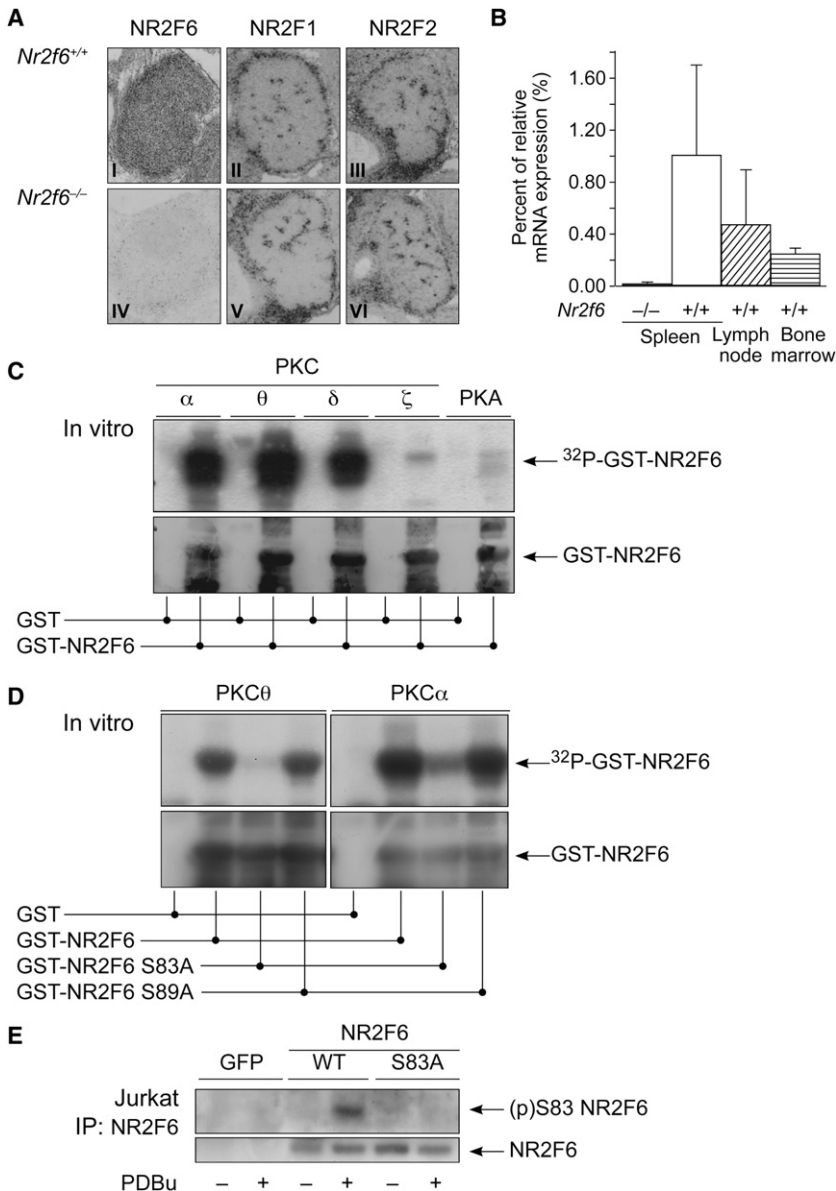 A
NR2F6 NR2F1 NR2F2
Nr2f6+/+
I II III
Nr2f6–/–
IV V VI
B
Percent of relative
mRNA expression (%)
1.60
1.20
0.80
0.40
0.00
Nr2f6 –/– +/+ +/+ +/+
Spleen Lymph node Bone marrow
C
PKC
α θ δ ζ PKA
In vitro
32P-GST-NR2F6
GST-NR2F6
GST
GST-NR2F6
D
PKCθ PKCα
In vitro
32P-GST-NR2F6
GST-NR2F6
GST
GST-NR2F6
GST-NR2F6 S83A
GST-NR2F6 S89A
E
NR2F6
GFP WT S83A
Jurkat
IP: NR2F6
(p)S83 NR2F6
NR2F6
PDBu – + – + – +